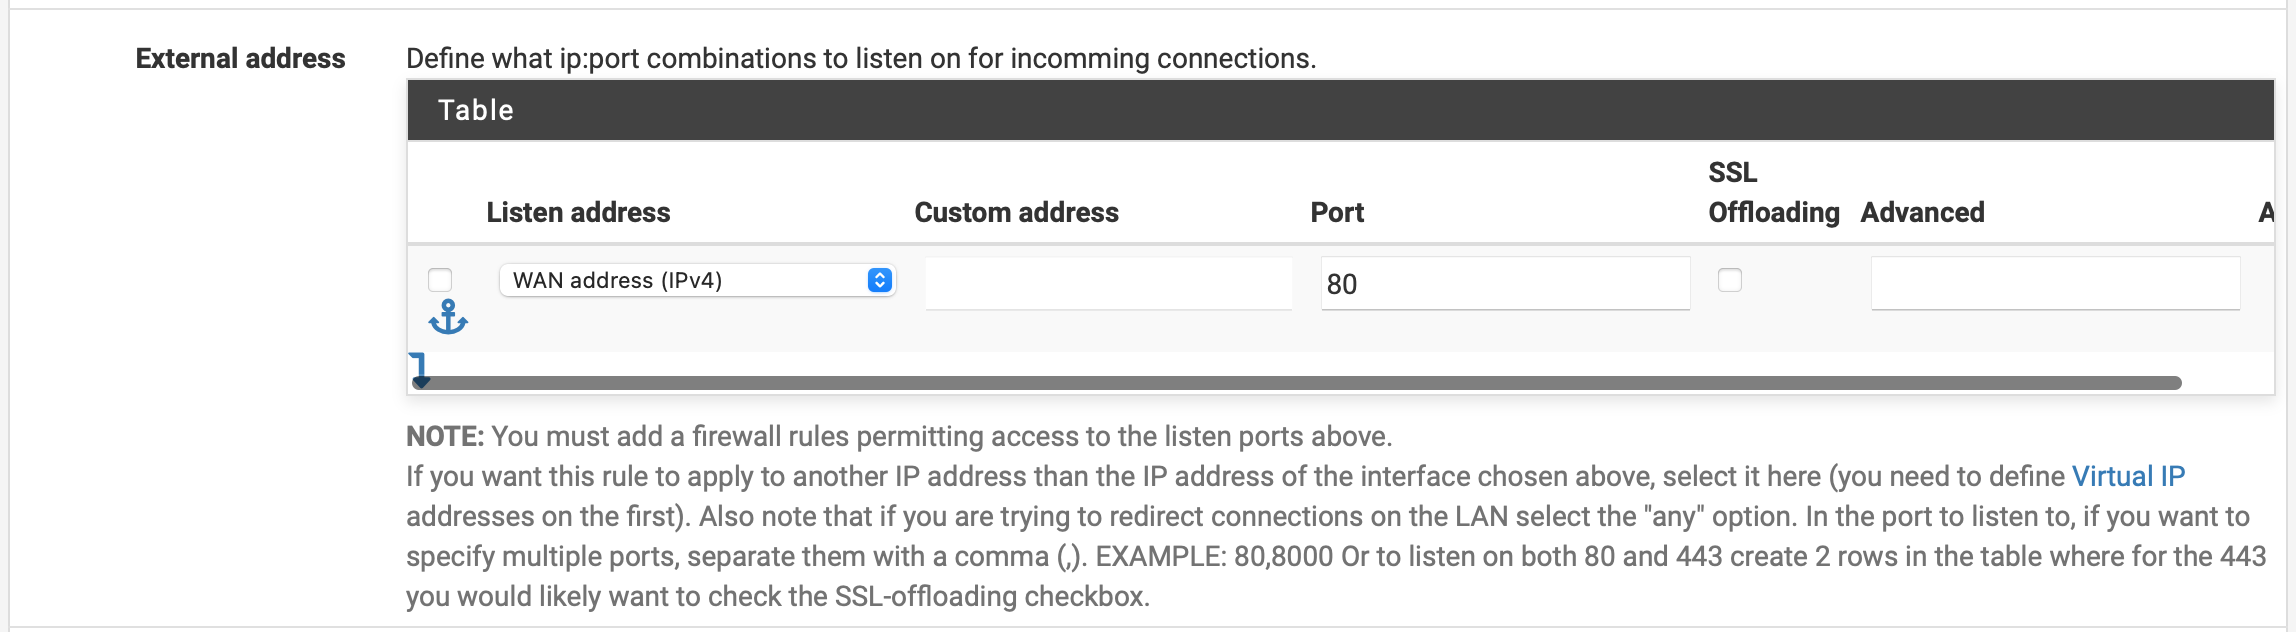 External address
Define what ip:port combinations to listen on for incomming connections.
Table
SSL
Listen address Custom address Port Offloading Advanced A
WAN address (IPv4) 80
NOTE: You must add a firewall rules permitting access to the listen ports above.
If you want this rule to apply to another IP address than the IP address of the interface chosen above, select it here (you need to define Virtual IP
addresses on the first). Also note that if you are trying to redirect connections on the LAN select the "any" option. In the port to listen to, if you want to
specify multiple ports, separate them with a comma (,). EXAMPLE: 80,8000 Or to listen on both 80 and 443 create 2 rows in the table where for the 443
you would likely want to check the SSL-offloading checkbox.